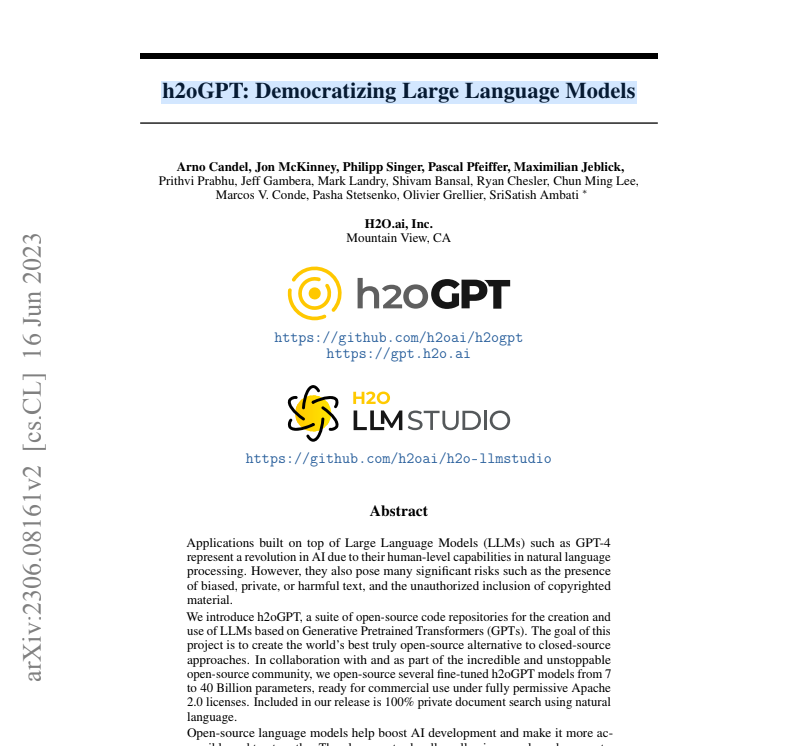 h2oGPT: Democratizing Large Language Models
Arno Candel, Jon McKinney, Philipp Singer, Pascal Pfeiffer, Maximilian Jeblick,
Prithvi Prabhu, Jeff Gambera, Mark Landry, Shivam Bansal, Ryan Chesler, Chun Ming Lee,
Marcos V. Conde, Pasha Stetsenko, Olivier Grellier, SriSatish Ambati *
H2O.ai, Inc.
Mountain View, CA
h2oGPT
https://github.com/h2oai/h2ogpt
https://gpt.h2o.ai
H2O
LLM STUDIO
https://github.com/h2oai/h2o-llmstudio
arXiv:2306.08161v2 [cs.CL] 16 Jun 2023
Abstract
Applications built on top of Large Language Models (LLMs) such as GPT-4
represent a revolution in AI due to their human-level capabilities in natural language
processing. However, they also pose many significant risks such as the presence
of biased, private, or harmful text, and the unauthorized inclusion of copyrighted
material.
We introduce h2oGPT, a suite of open-source code repositories for the creation and
use of LLMs based on Generative Pretrained Transformers (GPTs). The goal of this
project is to create the world's best truly open-source alternative to closed-source
approaches. In collaboration with and as part of the incredible and unstoppable
open-source community, we open-source several fine-tuned h2oGPT models from 7
to 40 Billion parameters, ready for commercial use under fully permissive Apache
2.0 licenses. Included in our release is 100% private document search using natural
language.
Open-source language models help boost AI development and make it more ac-